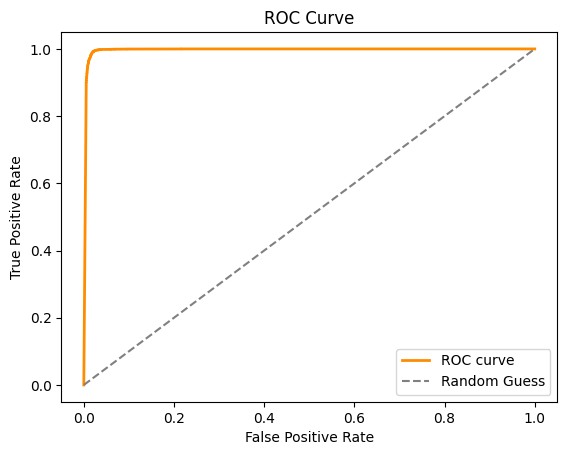 ROC Curve
True Positive Rate
1.0
0.8
0.6
0.4
0.2
0.0
0.0 0.2 0.4 0.6 0.8 1.0
False Positive Rate
ROC curve
Random Guess